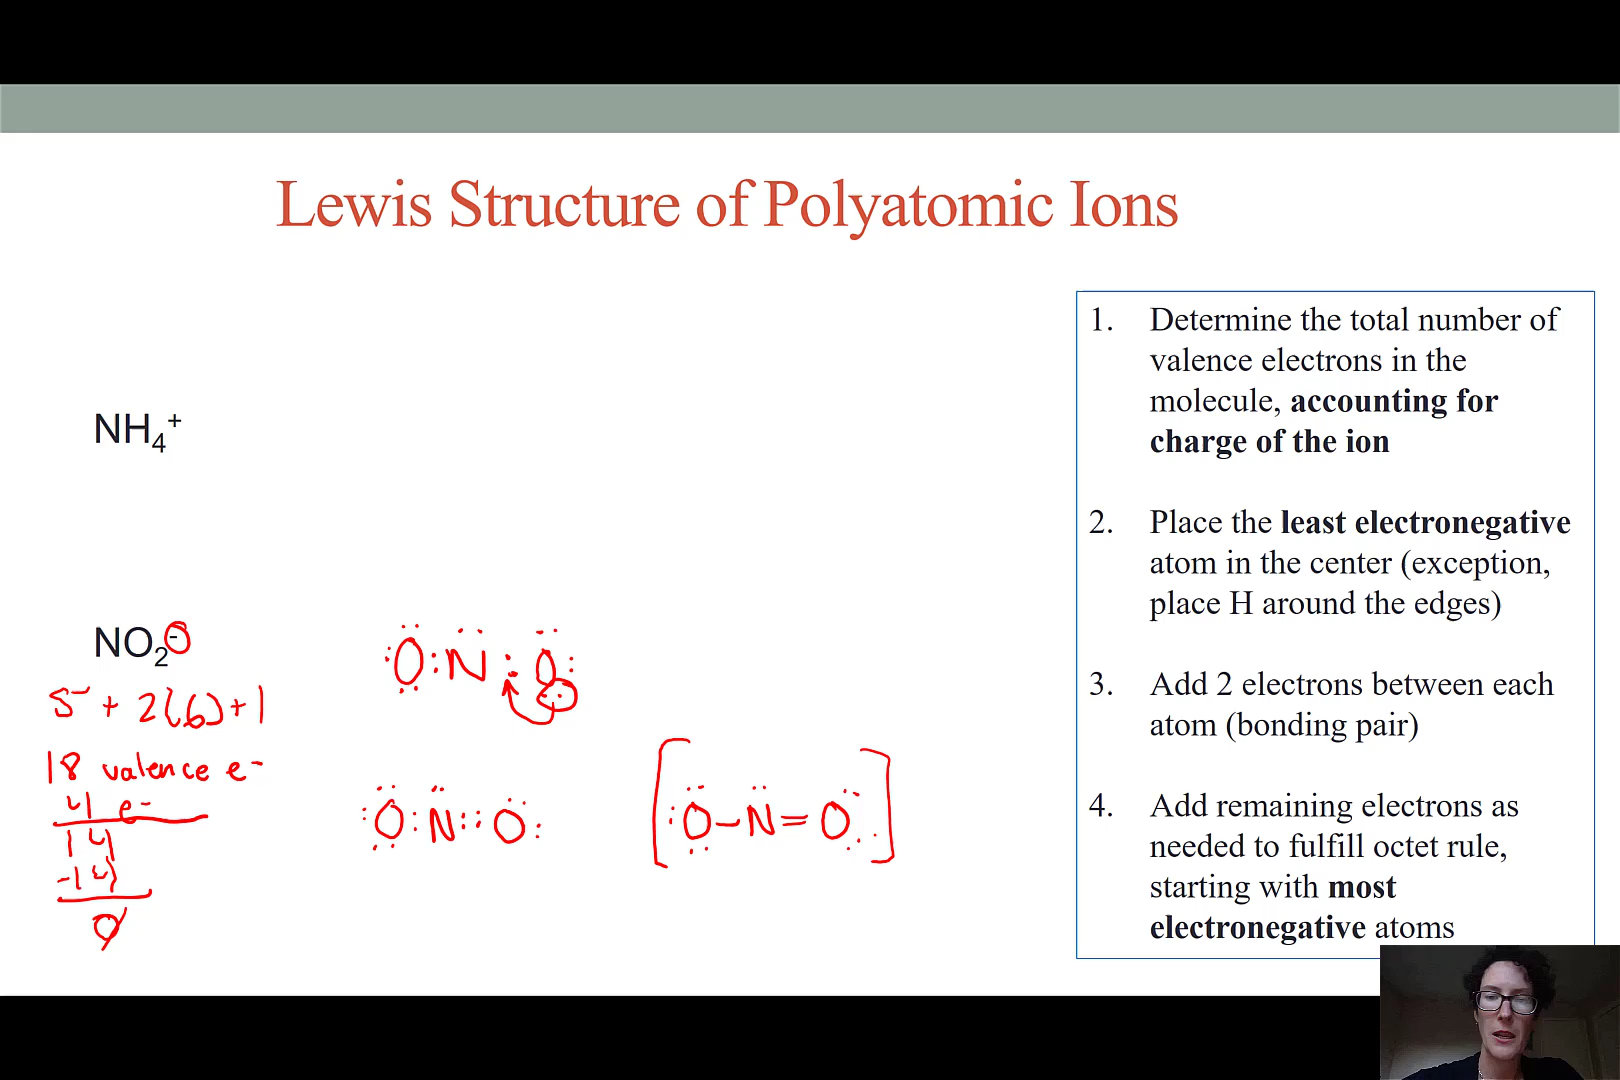 Lewis Structure of Polyatomic Ions
NH₄⁺
NO₂⁻
5 + 2(6) + 1
18 valence e-
4 e-
14
-14
0
:O:N:O:
:O:N::O:
[:O-N=O:]
1. Determine the total number of
valence electrons in the
molecule, accounting for
charge of the ion
2. Place the least electronegative
atom in the center (exception,
place H around the edges)
3. Add 2 electrons between each
atom (bonding pair)
4. Add remaining electrons as
needed to fulfill octet rule,
starting with most
electronegative atoms